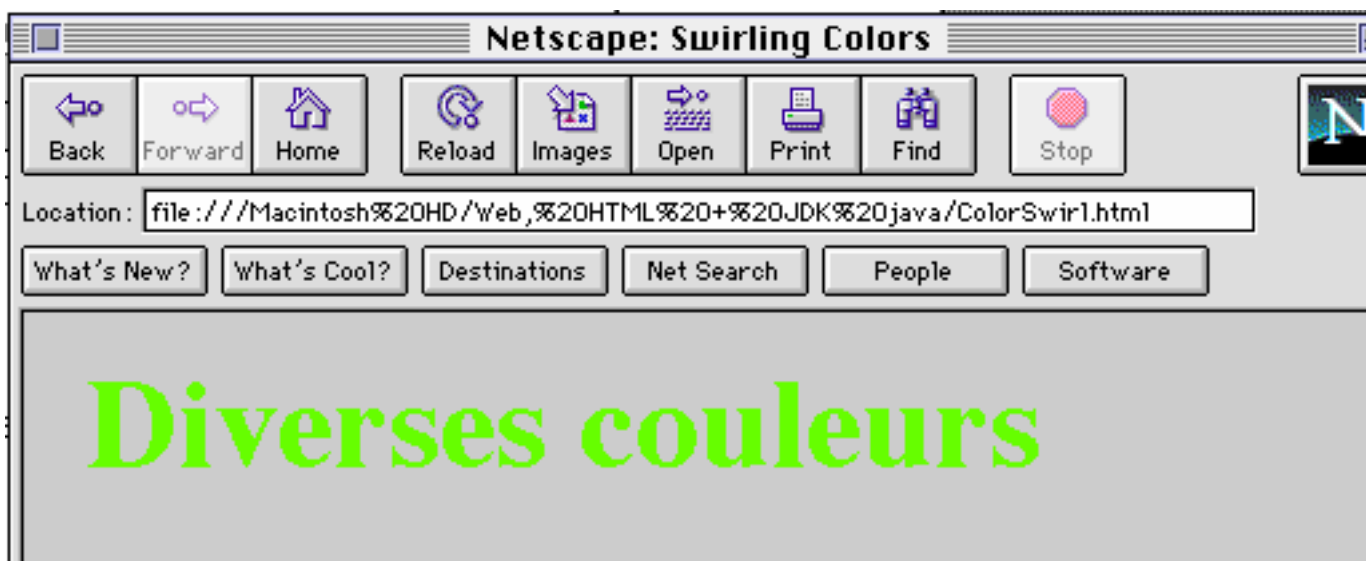 Netscape: Swirling Colors
Back Forward Home Reload Images Open Print Find Stop N
Location: file:///Macintosh%20HD/Web,%20HTML%20+%20JDK%20java/ColorSwirl.html
What's New? What's Cool? Destinations Net Search People Software
Diverses couleurs